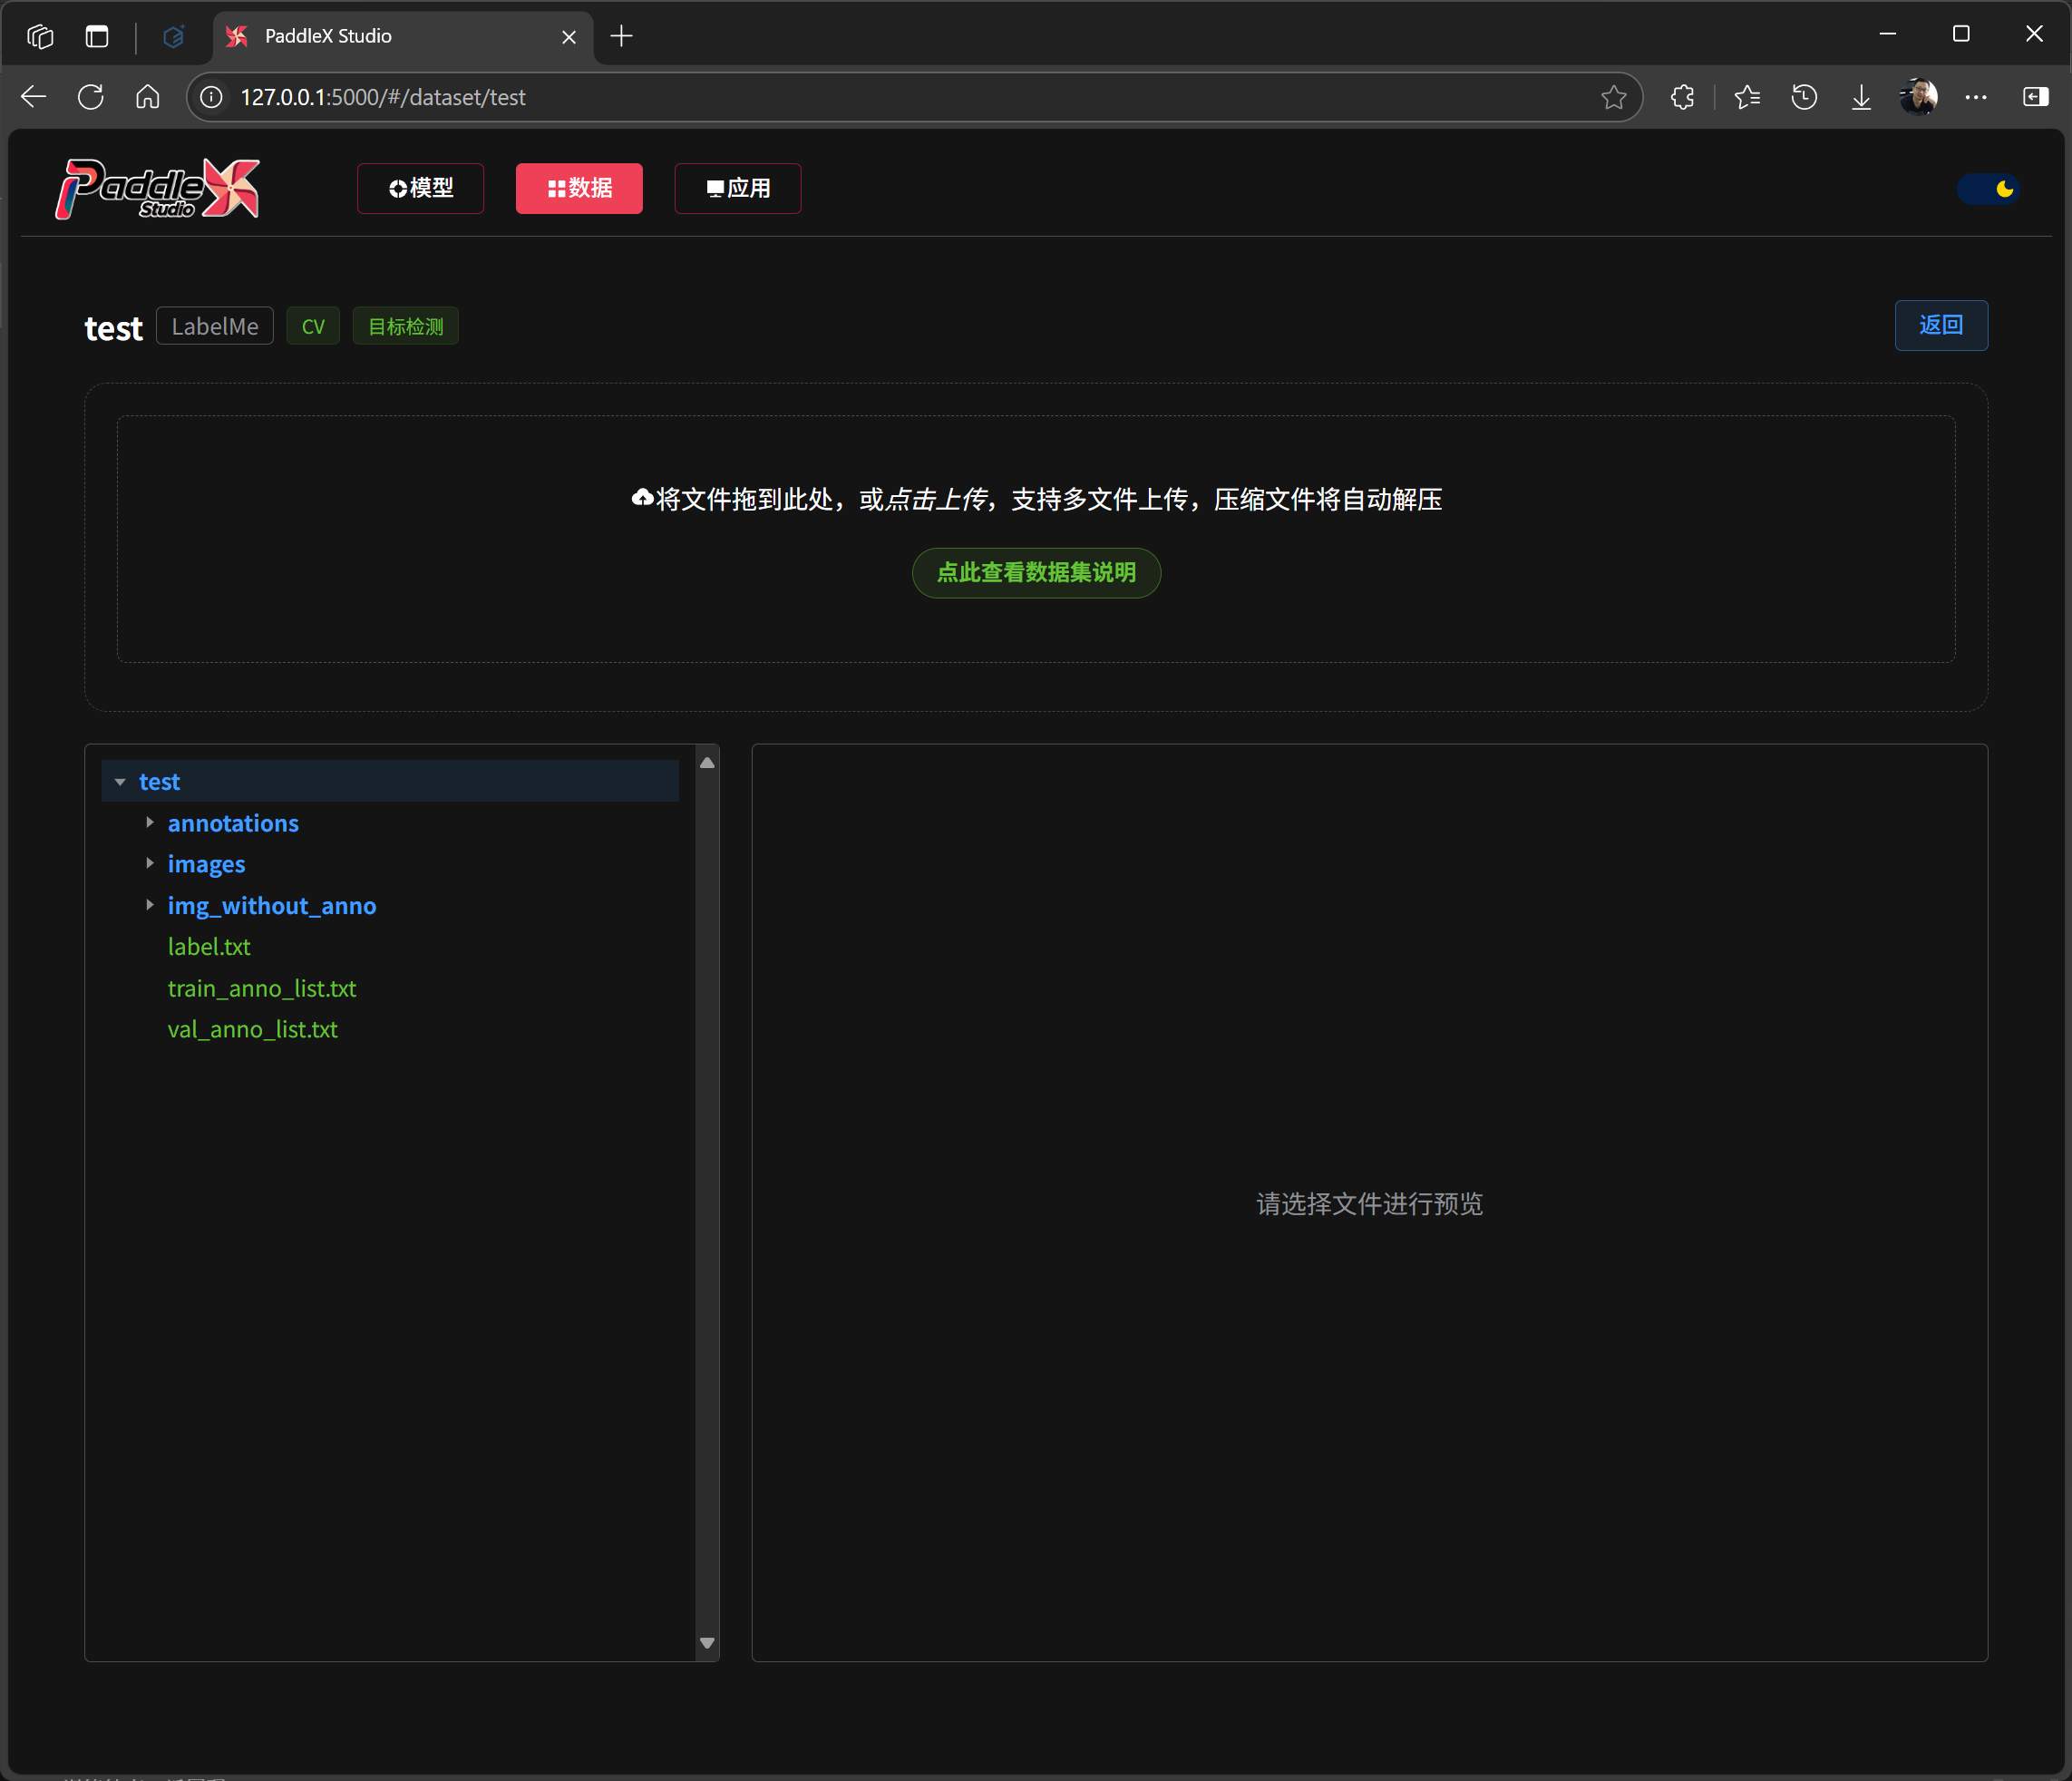 PaddleX Studio
127.0.0.1:5000/#/dataset/test
PaddleX Studio
模型
数据
应用
test LabelMe CV 目标检测
返回
将文件拖到此处，或点击上传，支持多文件上传，压缩文件将自动解压
点此查看数据集说明
test
annotations
images
img_without_anno
label.txt
train_anno_list.txt
val_anno_list.txt
请选择文件进行预览